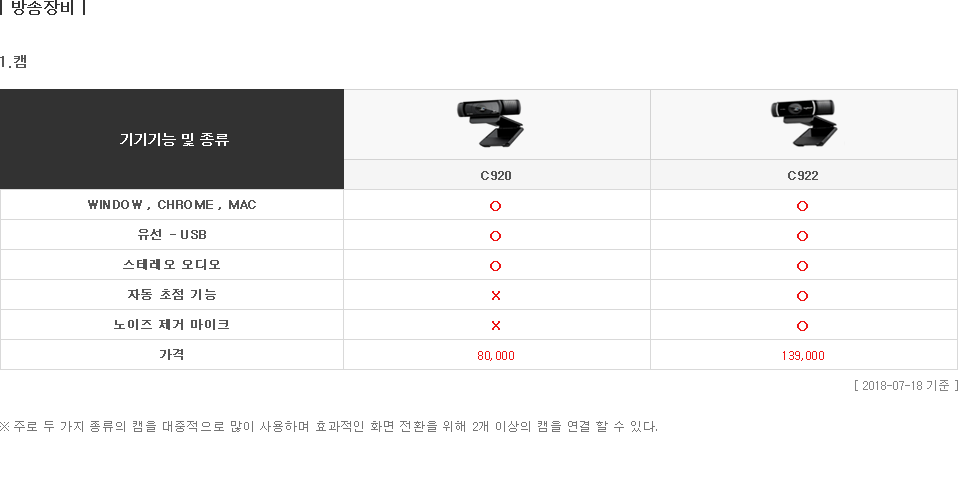 | 방송장비 |
1.캠
기기기능 및 종류
C920 C922
WINDOW , CHROME , MAC O O
유선 - USB O O
스테레오 오디오 O O
자동 초점 기능 X O
노이즈 제거 마이크 X O
가격 80,000 139,000
[ 2018-07-18 기준 ]
※ 주로 두 가지 종류의 캠을 대중적으로 많이 사용하며 효과적인 화면 전환을 위해 2개 이상의 캠을 연결 할 수 있다.